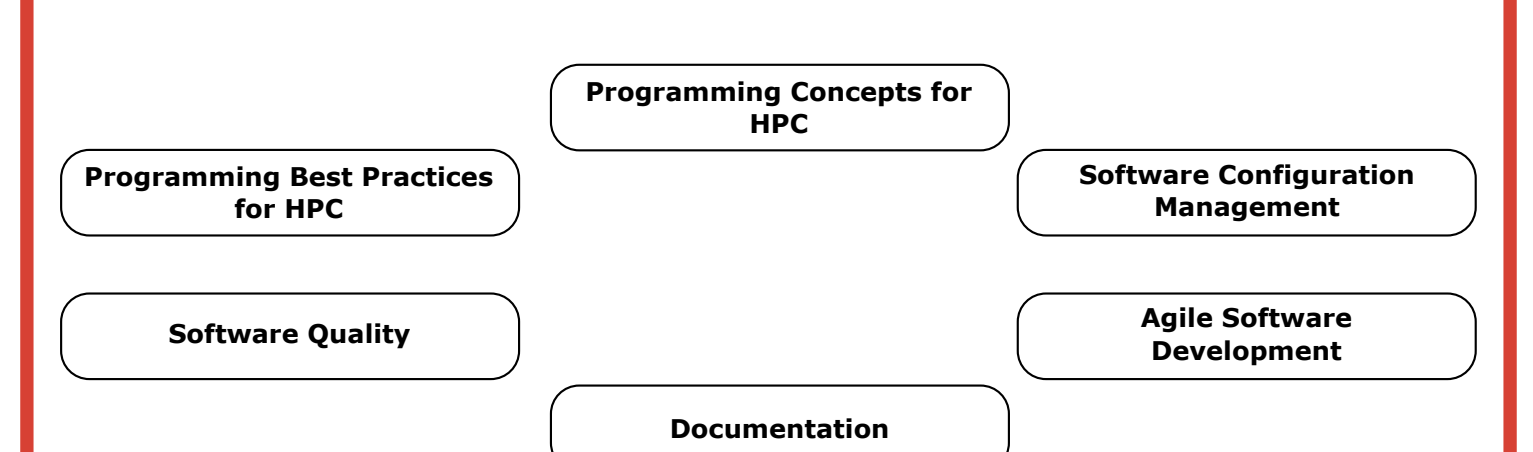 Programming Concepts for
HPC
Programming Best Practices
for HPC
Software Configuration
Management
Software Quality
Agile Software
Development
Documentation